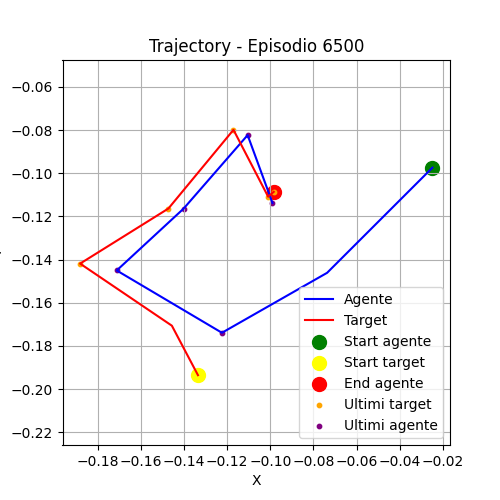 Trajectory - Episodio 6500
−0.06
−0.08
−0.10
−0.12
−0.14
−0.16
−0.18
−0.20
−0.22
Agente
Target
Start agente
Start target
End agente
Ultimi target
Ultimi agente
−0.18 −0.16 −0.14 −0.12 −0.10 −0.08 −0.06 −0.04 −0.02
X